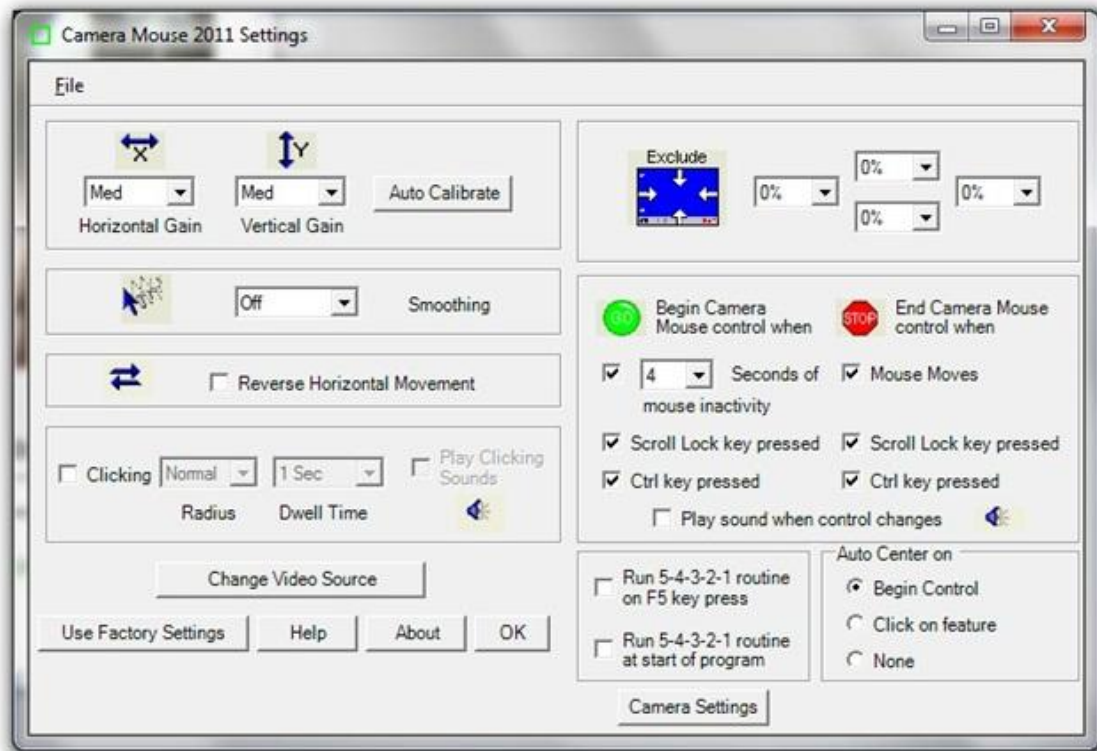 Camera Mouse 2011 Settings
File
X
Y
Med
Med
Auto Calibrate
Horizontal Gain
Vertical Gain
Exclude
0%
0%
0%
0%
Off
Smoothing
Reverse Horizontal Movement
Clicking
Normal
1 Sec
Play Clicking
Sounds
Radius
Dwell Time
GO
Begin Camera
Mouse control when
STOP
End Camera Mouse
control when
4
Seconds of
mouse inactivity
Mouse Moves
Scroll Lock key pressed
Scroll Lock key pressed
Ctrl key pressed
Ctrl key pressed
Play sound when control changes
Change Video Source
Use Factory Settings
Help
About
OK
Run 5-4-3-2-1 routine
on F5 key press
Run 5-4-3-2-1 routine
at start of program
Auto Center on
Begin Control
Click on feature
None
Camera Settings